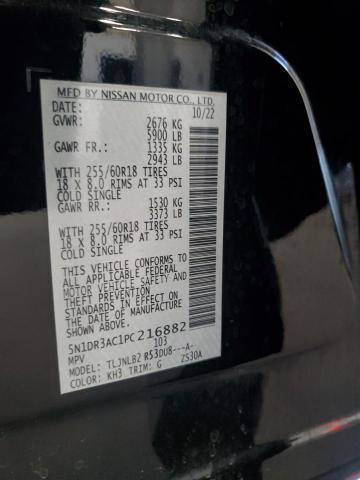 MFD BY NISSAN MOTOR CO., LTD.
DATE: 10/22
GVWR: 2676 KG
5900 LB
GAWR FR.: 1335 KG
2943 LB
WITH 255/60R18 TIRES
18 X 8.0 RIMS AT 33 PSI
COLD SINGLE
GAWR RR.: 1530 KG
3373 LB
WITH 255/60R18 TIRES
18 X 8.0 RIMS AT 33 PSI
COLD SINGLE
THIS VEHICLE CONFORMS TO
ALL APPLICABLE FEDERAL
MOTOR VEHICLE SAFETY AND
THEFT PREVENTION
STANDARDS IN EFFECT ON
THE DATE OF MANUFACTURE
SHOWN ABOVE.
5N1DR3AC1PC216882
MPV 103
MODEL: TLJNLB2 R530U8---A-
COLOR: KH3 TRIM: G ZS30A